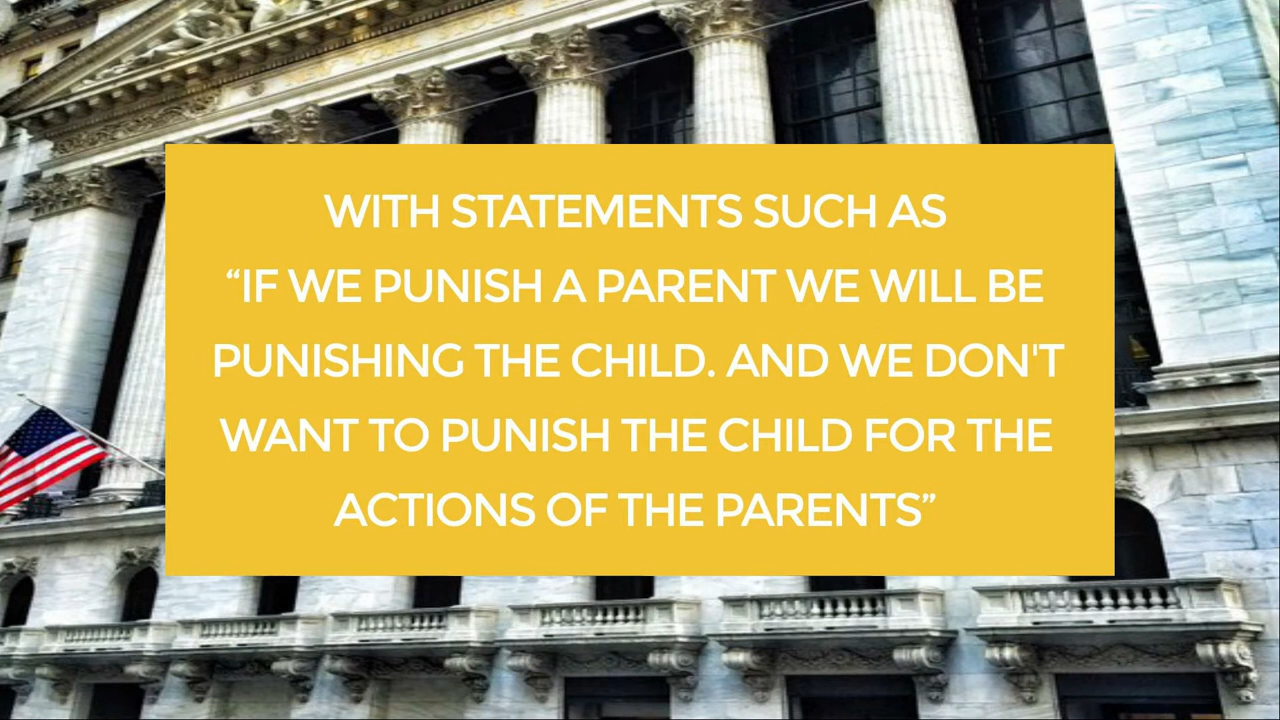 WITH STATEMENTS SUCH AS
“IF WE PUNISH A PARENT WE WILL BE
PUNISHING THE CHILD. AND WE DON'T
WANT TO PUNISH THE CHILD FOR THE
ACTIONS OF THE PARENTS”